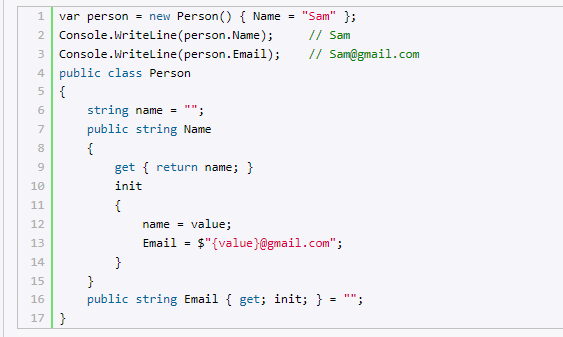 1 var person = new Person() { Name = "Sam" };
2 Console.WriteLine(person.Name);     // Sam
3 Console.WriteLine(person.Email);    // Sam@gmail.com
4 public class Person
5 {
6     string name = "";
7     public string Name
8     {
9         get { return name; }
10         init
11         {
12             name = value;
13             Email = $"{value}@gmail.com";
14         }
15     }
16     public string Email { get; init; } = "";
17 }